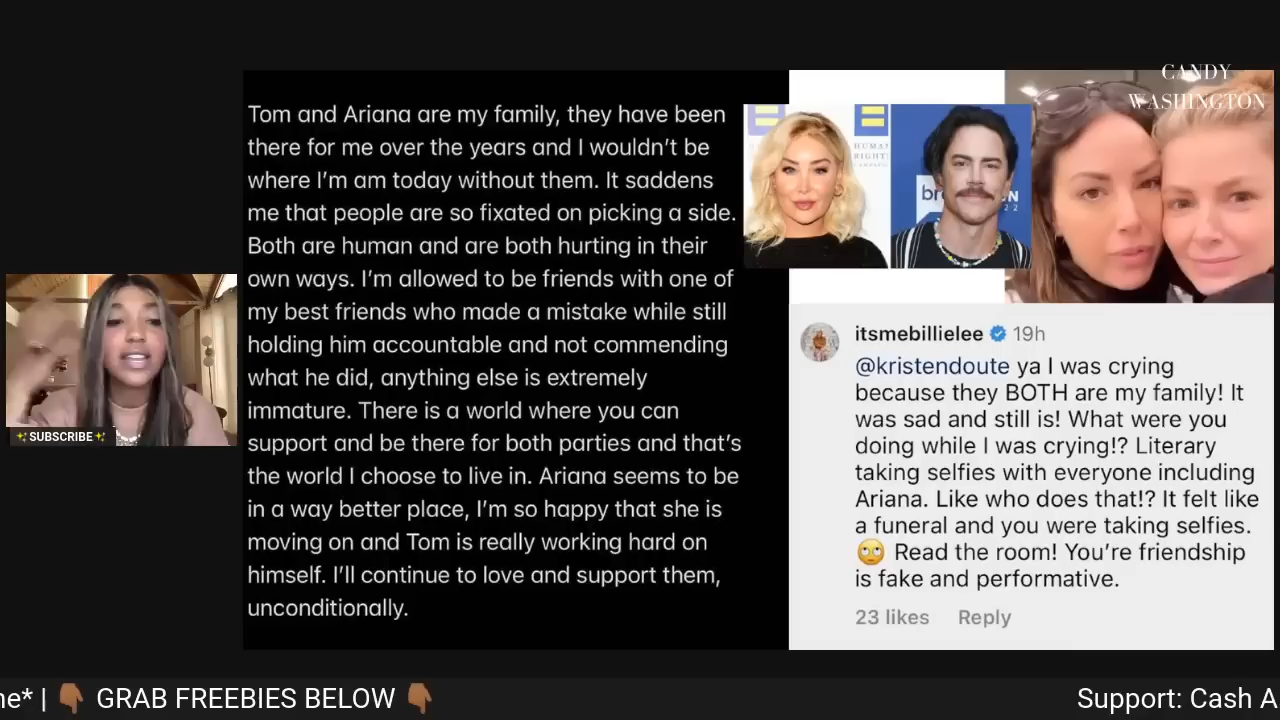 CANDY
WASHINGTON
Tom and Ariana are my family, they have been
there for me over the years and I wouldn't be
where I'm am today without them. It saddens
me that people are so fixated on picking a side.
Both are human and are both hurting in their
own ways. I'm allowed to be friends with one of
my best friends who made a mistake while still
holding him accountable and not commending
what he did, anything else is extremely
immature. There is a world where you can
support and be there for both parties and that's
the world I choose to live in. Ariana seems to be
in a way better place, I'm so happy that she is
moving on and Tom is really working hard on
himself. I'll continue to love and support them,
unconditionally.
HUMA
RIGHT
itsmebillielee 19h
@kristendoute ya I was crying
because they BOTH are my family! It
was sad and still is! What were you
doing while I was crying!? Literary
taking selfies with everyone including
Ariana. Like who does that!? It felt like
a funeral and you were taking selfies.
🙄 Read the room! You're friendship
is fake and performative.
23 likes Reply
✨SUBSCRIBE✨
ne* | 👇🏾 GRAB FREEBIES BELOW 👇🏾
Support: Cash A